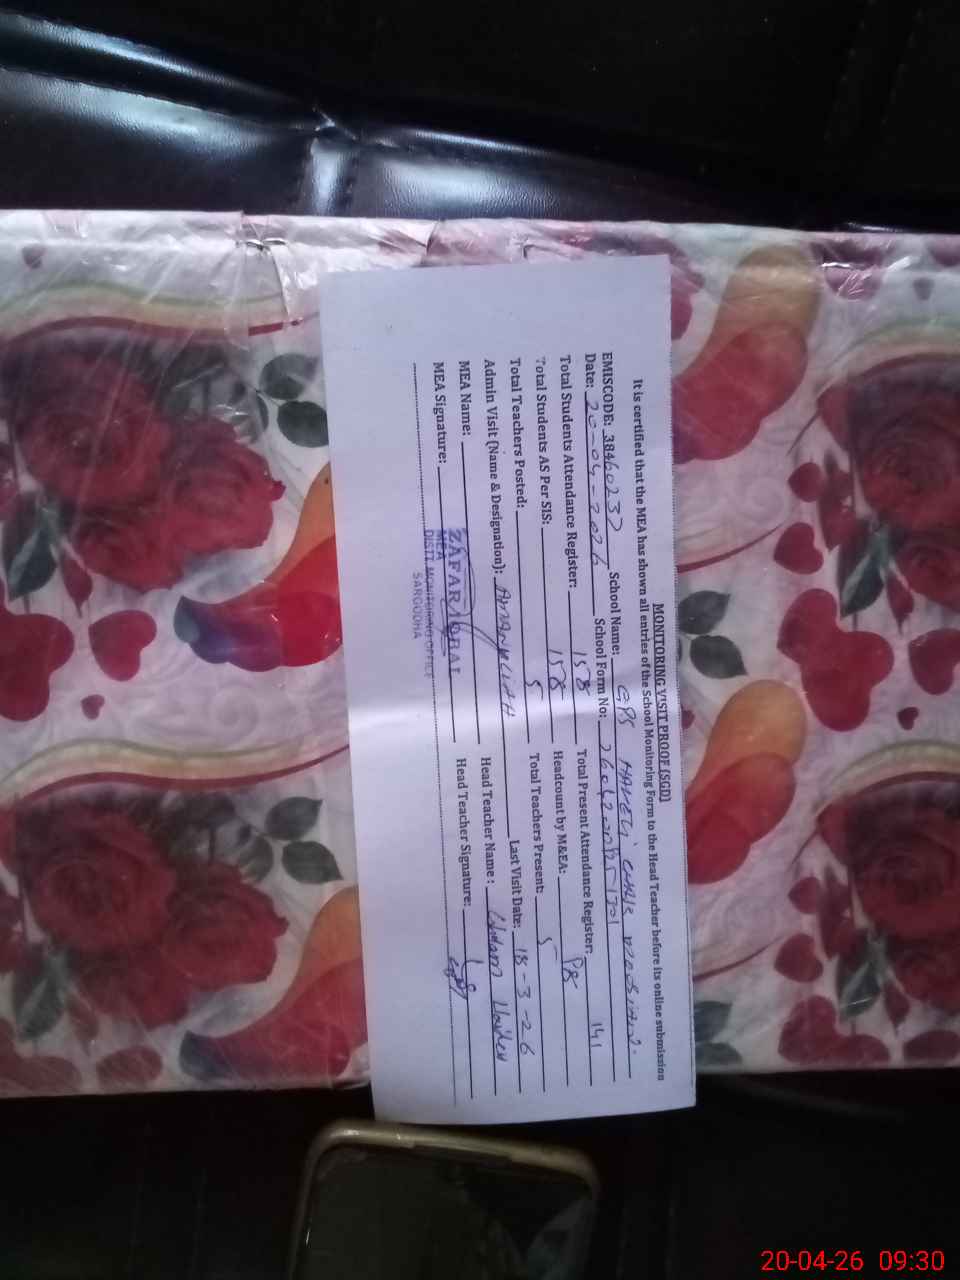 MONITORING VISIT PROOF (SGD)
It is certified that the MEA has shown all entries of the School Monitoring Form to the Head Teacher before its online submission
EMISCODE: 38460237 School Name: GPS HAVELI
Date: 20-04-2026 School Form No:
Total Students Attendance Register: 158 Total Present Attendance Register: 141
Total Students AS Per SIS: 158 Headcount by M&EA: 98
Total Teachers Posted: 5 Total Teachers Present: 5
Admin Visit (Name & Designation): AMANULLAH Last Visit Date: 18-3-26
MEA Name: Head Teacher Name:
MEA Signature: Head Teacher Signature:
ZAFAR IQBAL
MEA
DISTT MONITORING OFFICE
SARGODHA
20-04-26 09:30